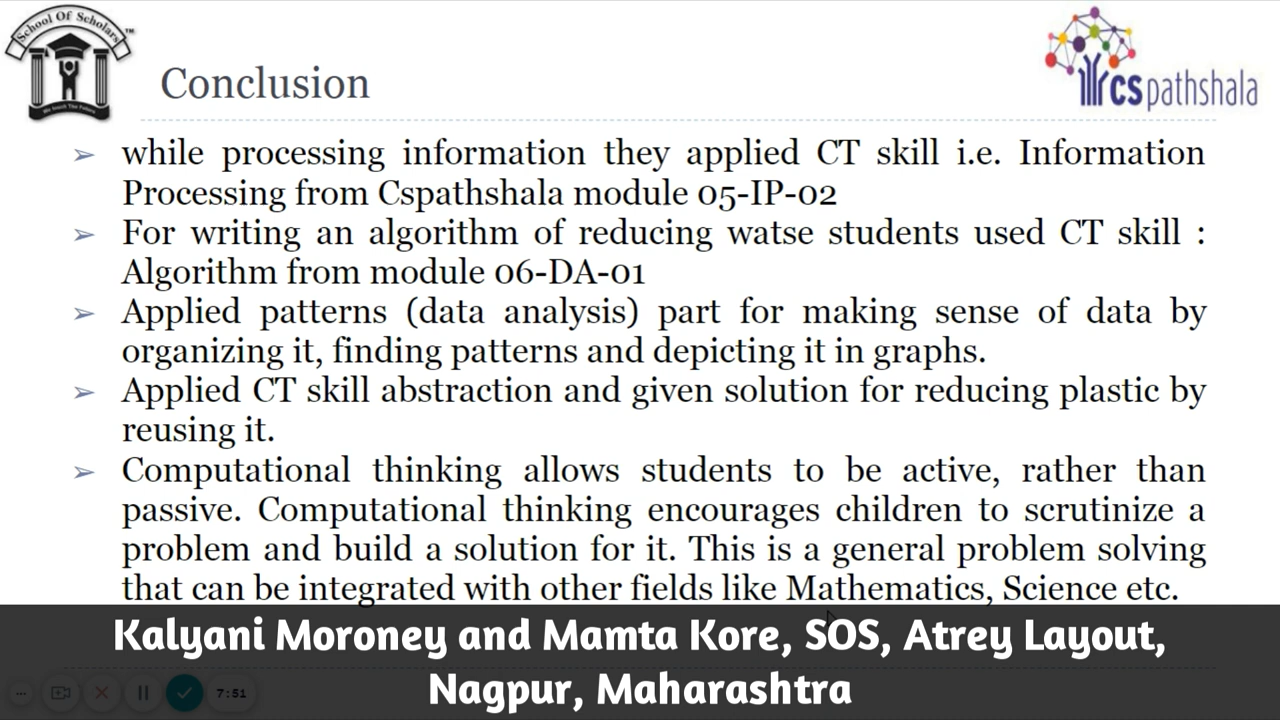 School Of Scholars
TM
We Search The Future
CSpathshala
Conclusion
➢ while processing information they applied CT skill i.e. Information
Processing from Cspathshala module 05-IP-02
➢ For writing an algorithm of reducing watse students used CT skill :
Algorithm from module 06-DA-01
➢ Applied patterns (data analysis) part for making sense of data by
organizing it, finding patterns and depicting it in graphs.
➢ Applied CT skill abstraction and given solution for reducing plastic by
reusing it.
➢ Computational thinking allows students to be active, rather than
passive. Computational thinking encourages children to scrutinize a
problem and build a solution for it. This is a general problem solving
that can be integrated with other fields like Mathematics, Science etc.
Kalyani Moroney and Mamta Kore, SOS, Atrey Layout,
Nagpur, Maharashtra
7:51